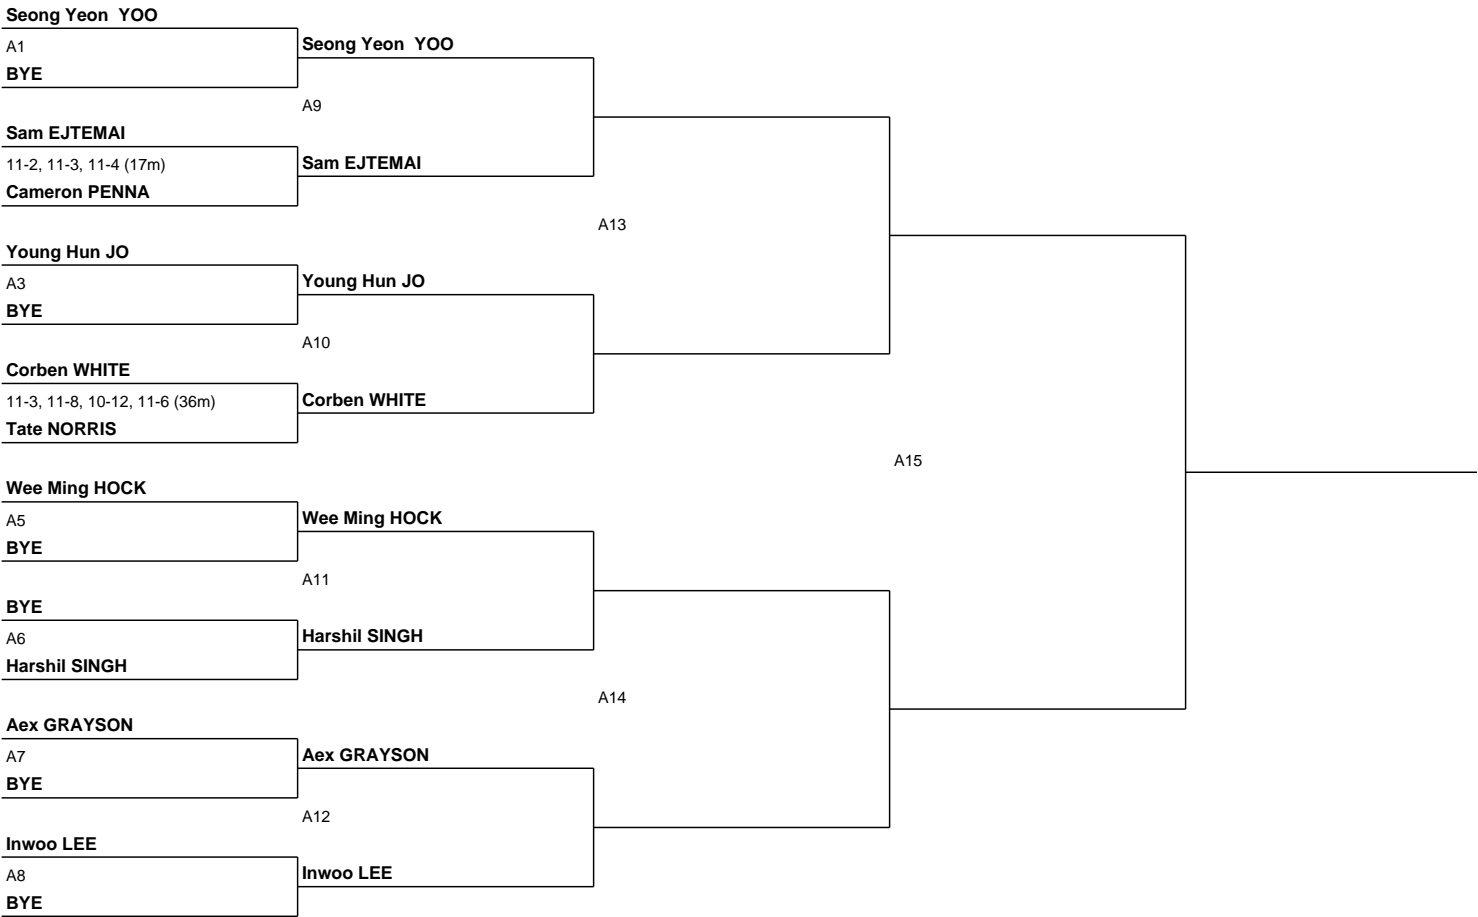 Seong Yeon  YOO
A1
BYE
Seong Yeon  YOO
A9
Sam EJTEMAI
11-2, 11-3, 11-4 (17m)
Cameron PENNA
Sam EJTEMAI
A13
Young Hun JO
A3
BYE
Young Hun JO
A10
Corben WHITE
11-3, 11-8, 10-12, 11-6 (36m)
Tate NORRIS
Corben WHITE
A15
Wee Ming HOCK
A5
BYE
Wee Ming HOCK
A11
BYE
A6
Harshil SINGH
Harshil SINGH
A14
Aex GRAYSON
A7
BYE
Aex GRAYSON
A12
Inwoo LEE
A8
BYE
Inwoo LEE